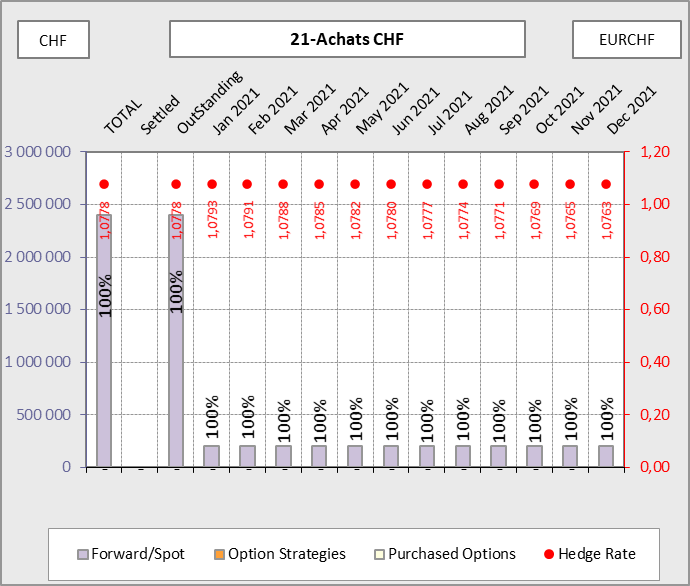 CHF
21-Achats CHF
EURCHF
TOTAL
Settled
OutStanding
Jan 2021
Feb 2021
Mar 2021
Apr 2021
May 2021
Jun 2021
Jul 2021
Aug 2021
Sep 2021
Oct 2021
Nov 2021
Dec 2021
3 000 000
2 500 000
2 000 000
1 500 000
1 000 000
500 000
0
1,0778
1,0778
1,0793
1,0791
1,0788
1,0785
1,0782
1,0780
1,0777
1,0774
1,0771
1,0769
1,0765
1,0763
100%
100%
100%
100%
100%
100%
100%
100%
100%
100%
100%
100%
100%
100%
1,20
1,00
0,80
0,60
0,40
0,20
0,00
Forward/Spot Option Strategies Purchased Options Hedge Rate